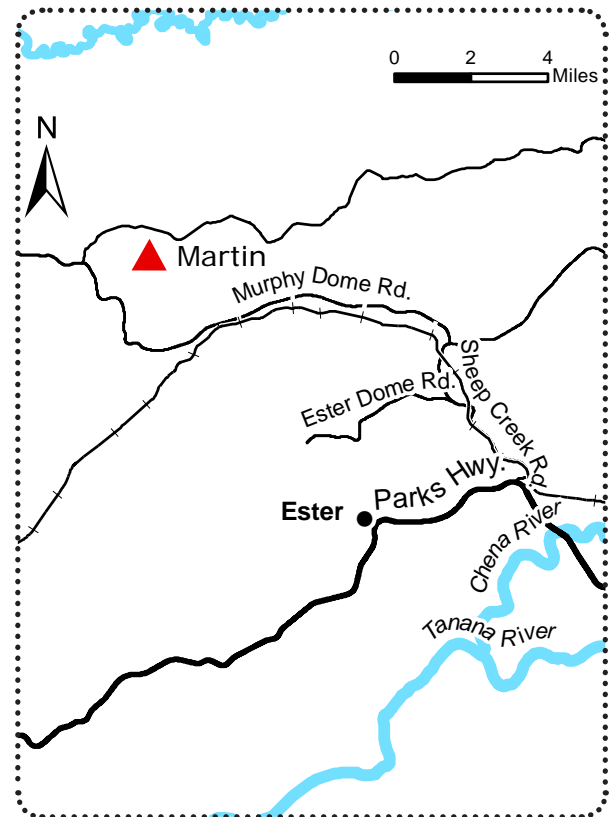 0 2 4
Miles
N
Martin
Murphy Dome Rd.
Sheep Creek Rd.
Ester Dome Rd.
Parks Hwy.
Ester
Chena River
Tanana River